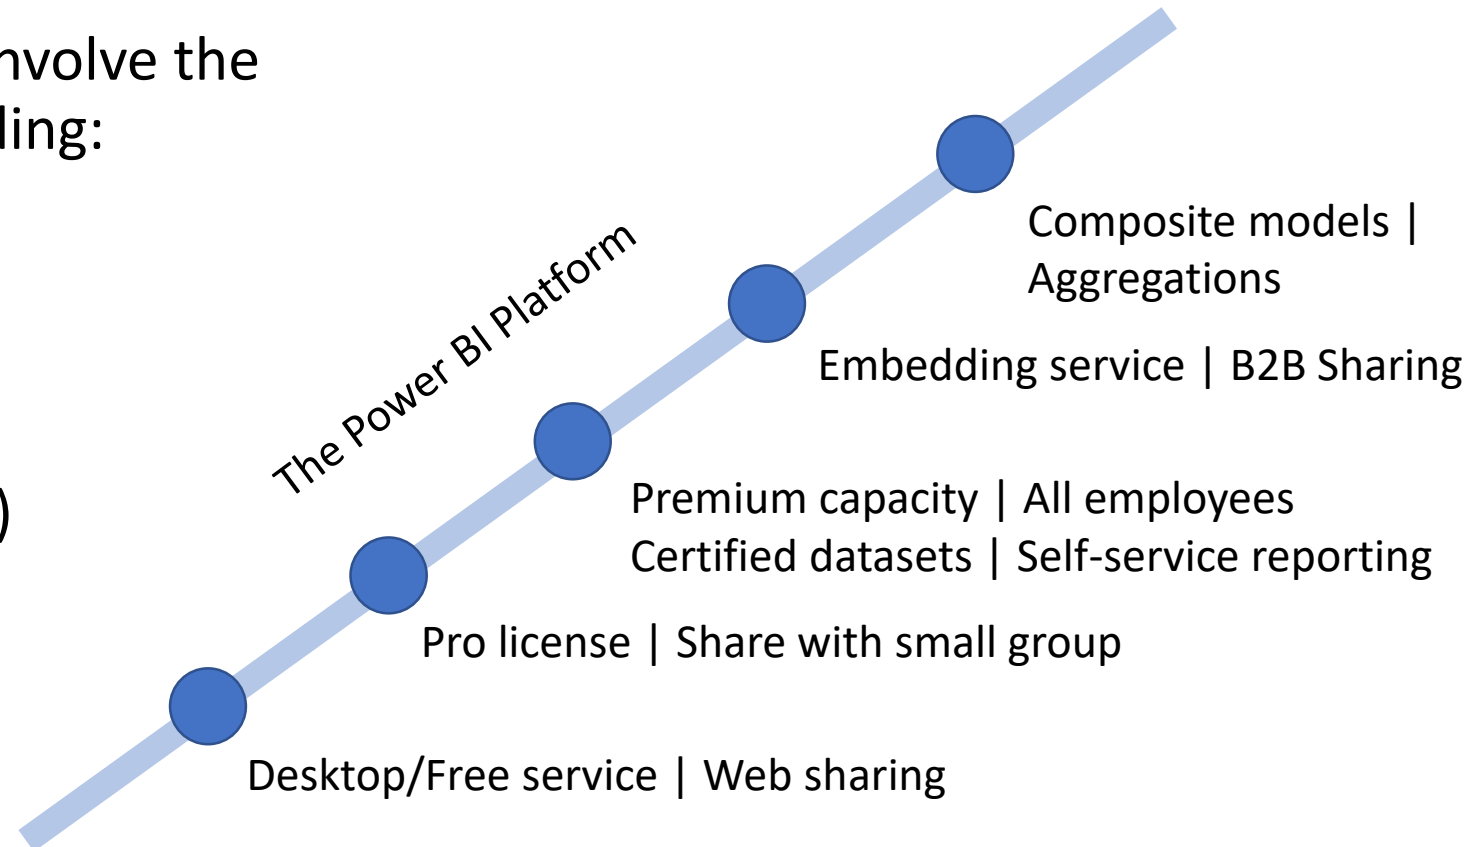 nvolve the
ling:
)
The Power BI Platform
Composite models |
Aggregations
Embedding service | B2B Sharing
Premium capacity | All employees
Certified datasets | Self-service reporting
Pro license | Share with small group
Desktop/Free service | Web sharing